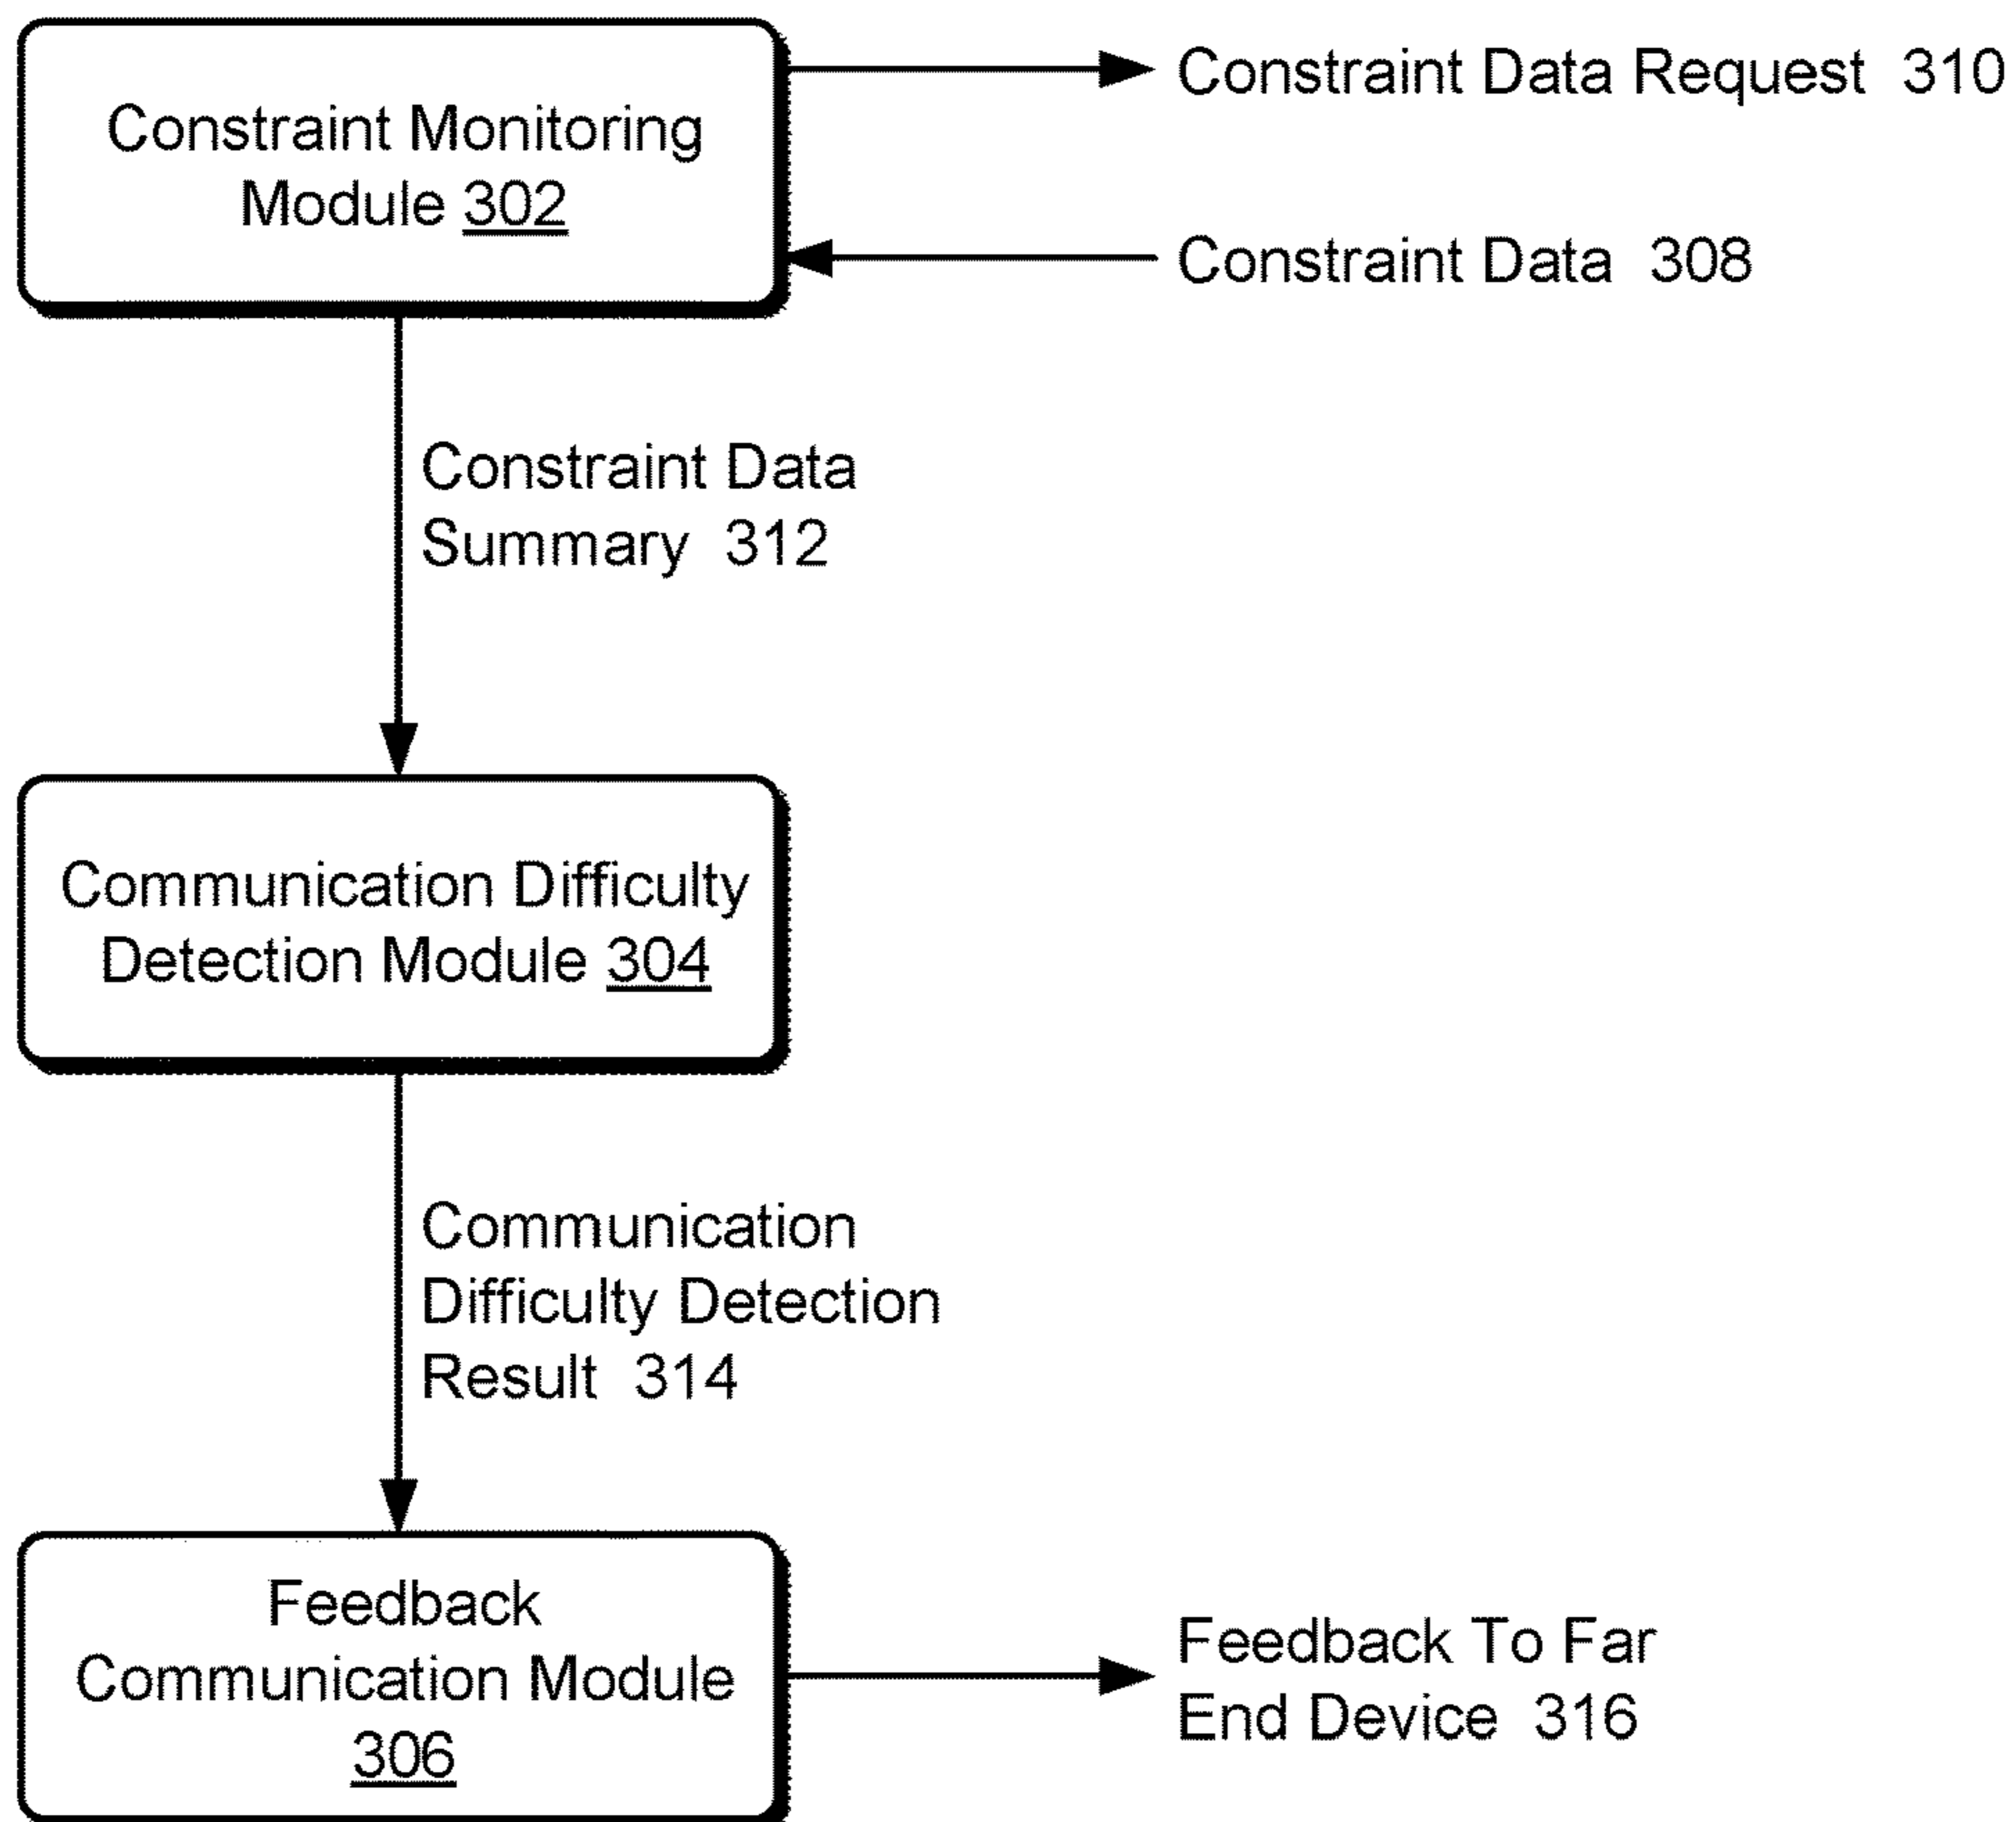 Constraint Monitoring
Module 302
Constraint Data Request 310
Constraint Data 308
Constraint Data
Summary 312
Communication Difficulty
Detection Module 304
Communication
Difficulty Detection
Result 314
Feedback
Communication Module
306
Feedback To Far
End Device 316